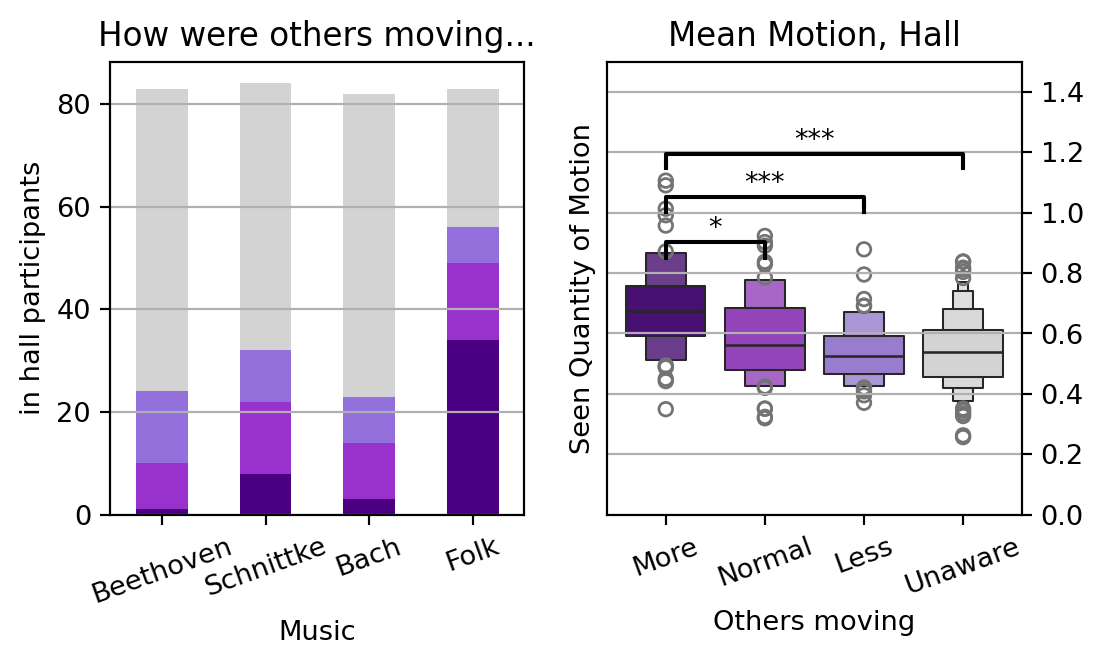 How were others moving...
in hall participants
80
60
40
20
0
Beethoven
Schnittke
Bach
Folk
Music
Mean Motion, Hall
Seen Quantity of Motion
***
***
*
1.4
1.2
1.0
0.8
0.6
0.4
0.2
0.0
More
Normal
Less
Unaware
Others moving